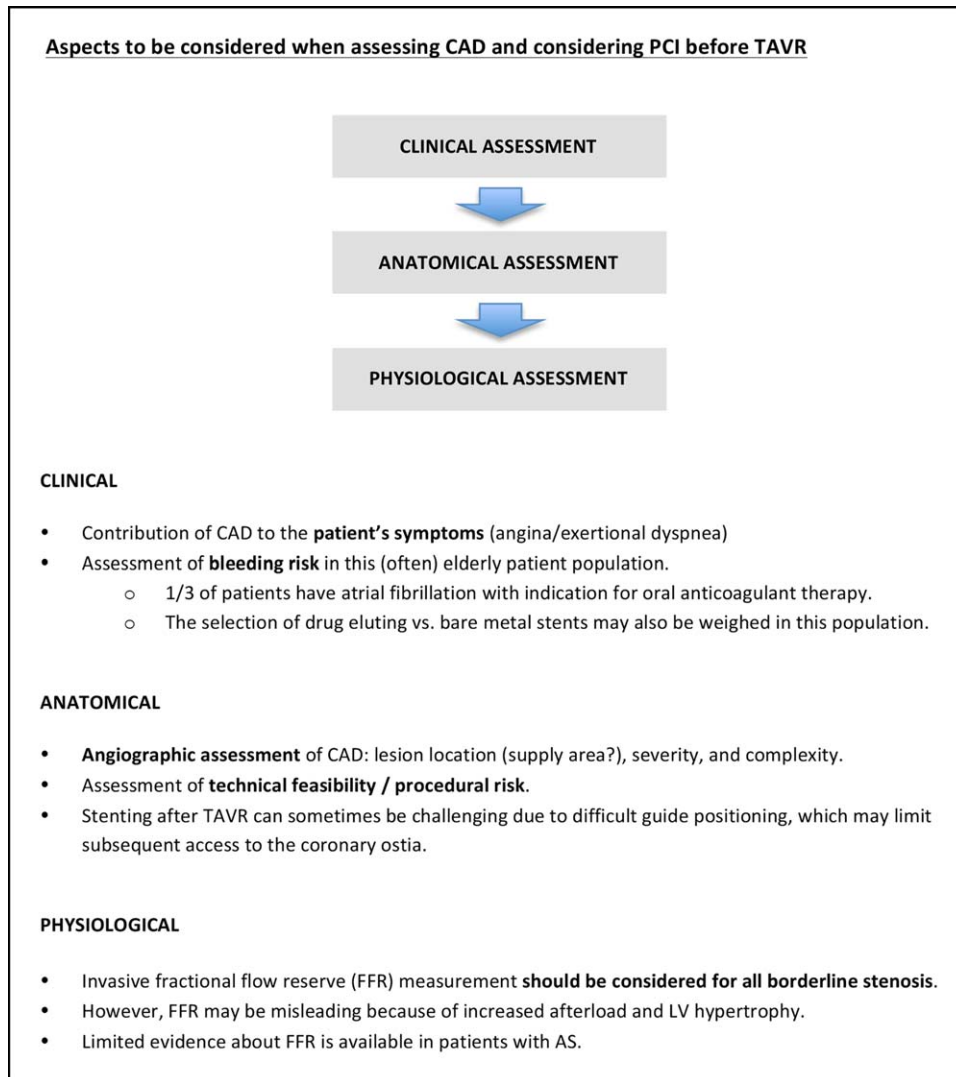 Aspects to be considered when assessing CAD and considering PCI before TAVR
CLINICAL ASSESSMENT
ANATOMICAL ASSESSMENT
PHYSIOLOGICAL ASSESSMENT
CLINICAL
• Contribution of CAD to the patient's symptoms (angina/exertional dyspnea)
• Assessment of bleeding risk in this (often) elderly patient population.
o 1/3 of patients have atrial fibrillation with indication for oral anticoagulant therapy.
o The selection of drug eluting vs. bare metal stents may also be weighed in this population.
ANATOMICAL
• Angiographic assessment of CAD: lesion location (supply area?), severity, and complexity.
• Assessment of technical feasibility / procedural risk.
• Stenting after TAVR can sometimes be challenging due to difficult guide positioning, which may limit
subsequent access to the coronary ostia.
PHYSIOLOGICAL
• Invasive fractional flow reserve (FFR) measurement should be considered for all borderline stenosis.
• However, FFR may be misleading because of increased afterload and LV hypertrophy.
• Limited evidence about FFR is available in patients with AS.